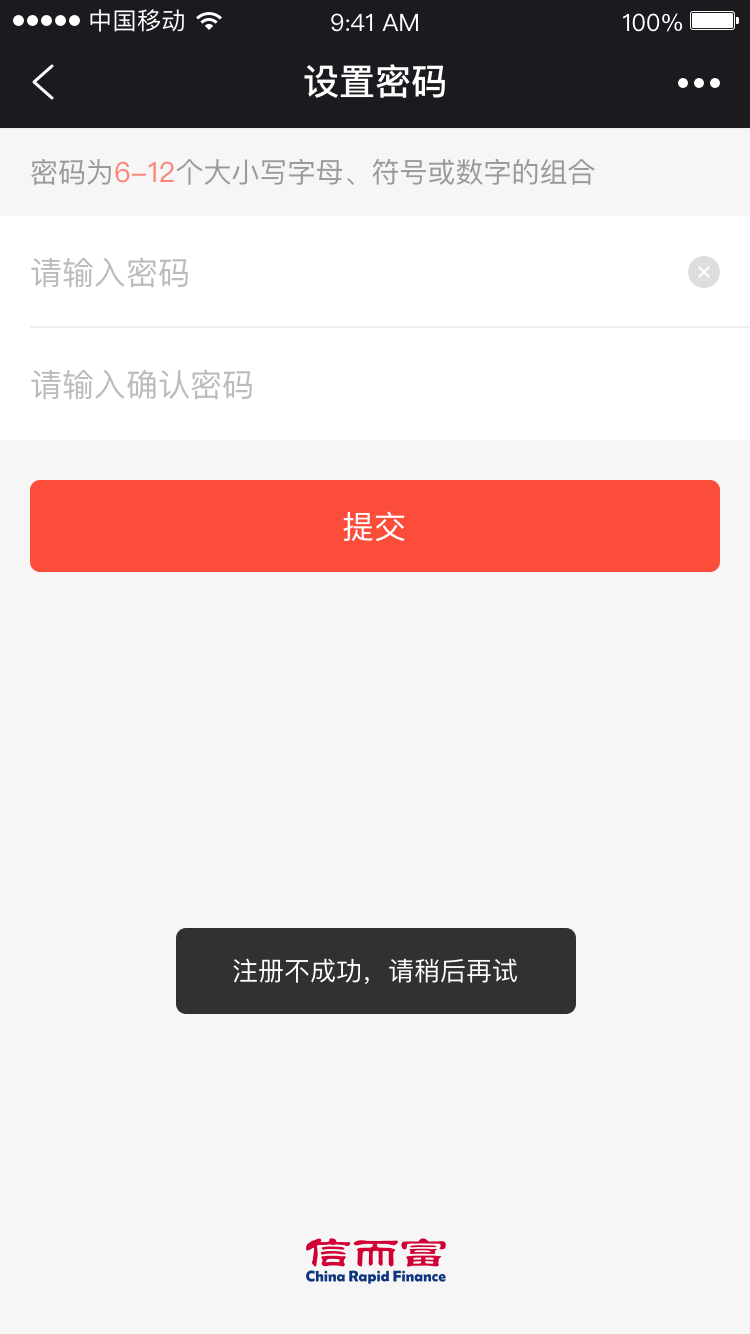 中国移动 9:41 AM 100%
设置密码
密码为6-12个大小写字母、符号或数字的组合
请输入密码
请输入确认密码
提交
注册不成功，请稍后再试
信而富
China Rapid Finance